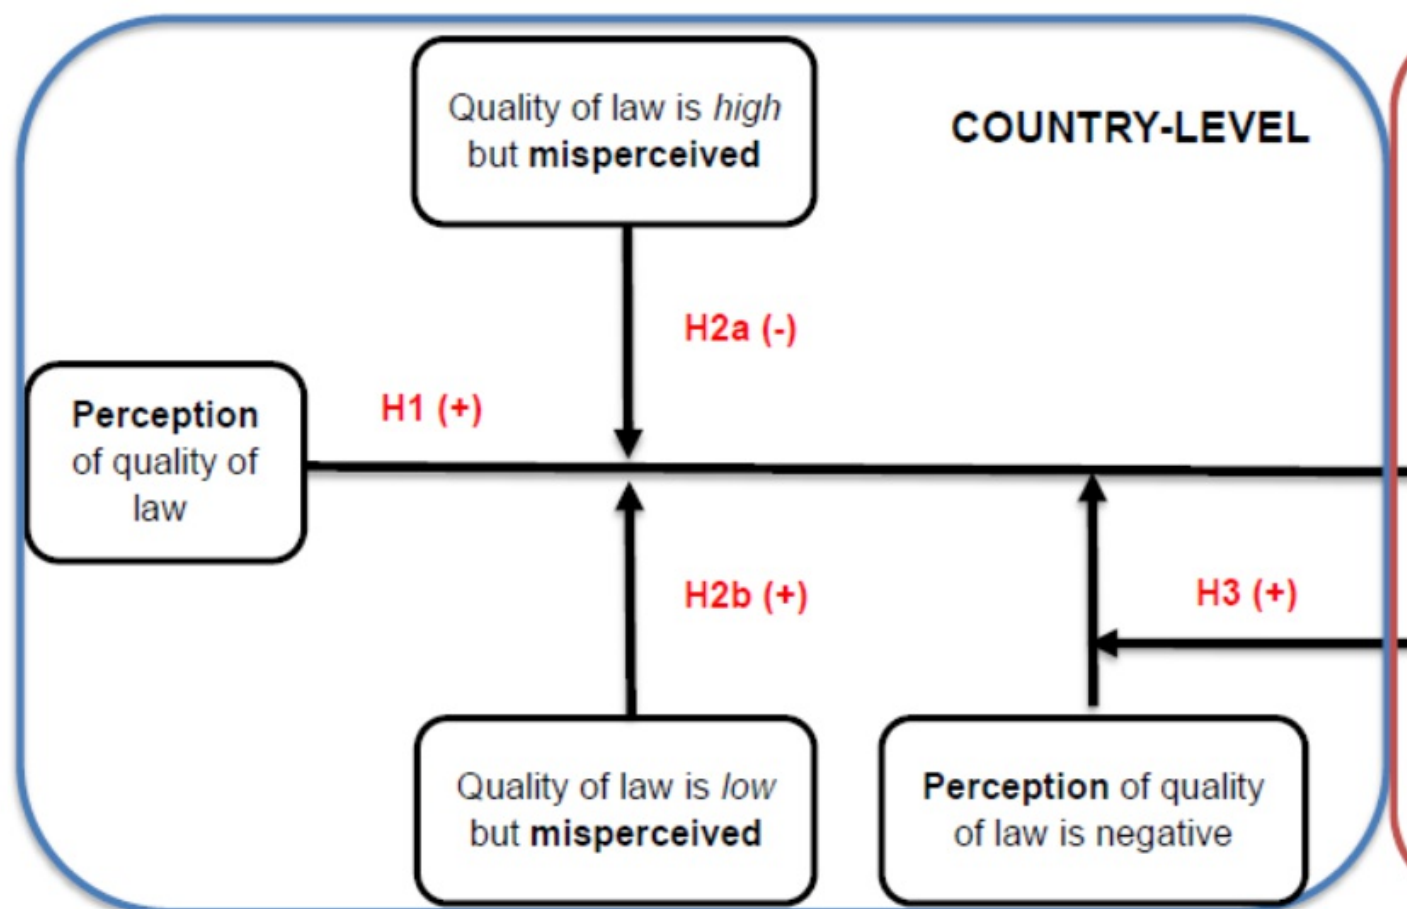 Quality of law is high
but misperceived
COUNTRY-LEVEL
H2a (-)
H1 (+)
Perception
of quality of
law
H2b (+)
H3 (+)
Quality of law is low
but misperceived
Perception of quality
of law is negative